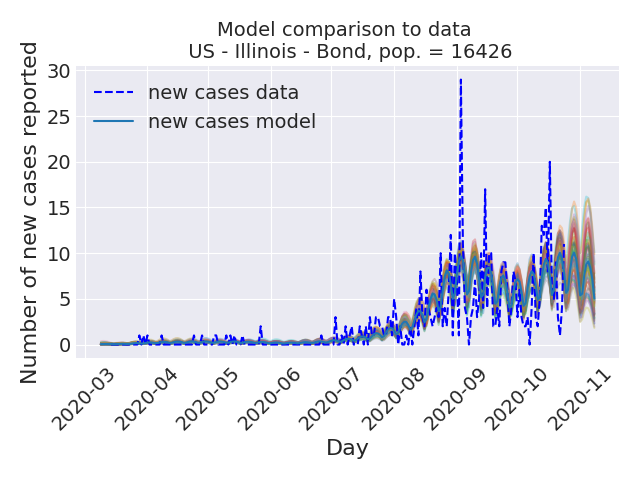 Model comparison to data
US - Illinois - Bond, pop. = 16426
Number of new cases reported
30
25
20
15
10
5
0
new cases data
new cases model
2020-03
2020-04
2020-05
2020-06
2020-07
2020-08
2020-09
2020-10
2020-11
Day